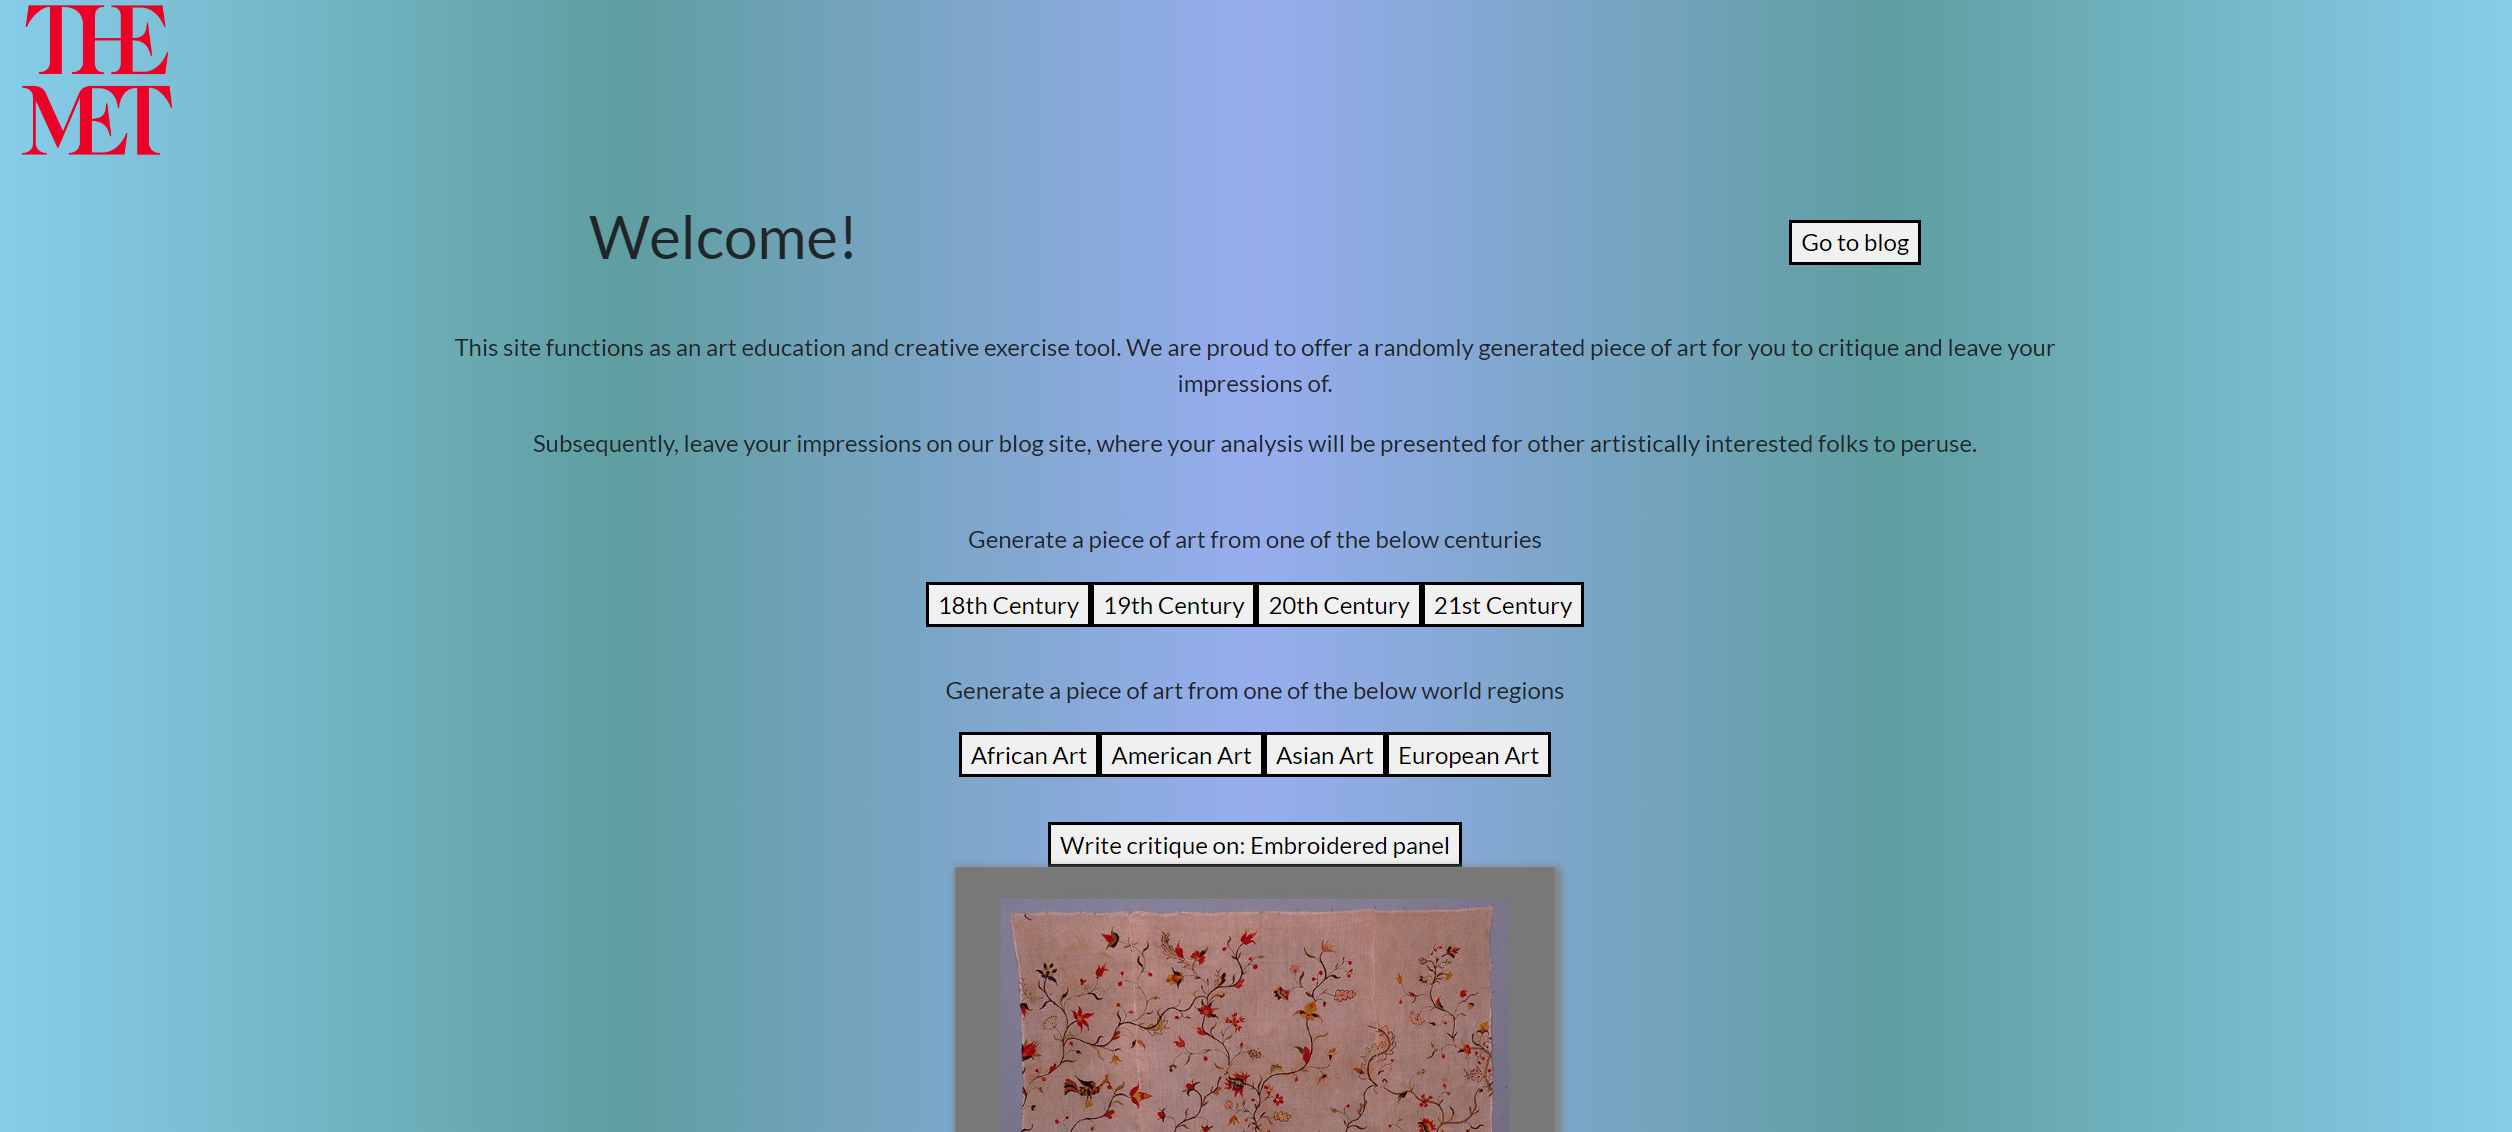 THE
MET
Welcome!
Go to blog
This site functions as an art education and creative exercise tool. We are proud to offer a randomly generated piece of art for you to critique and leave your
impressions of.
Subsequently, leave your impressions on our blog site, where your analysis will be presented for other artistically interested folks to peruse.
Generate a piece of art from one of the below centuries
18th Century 19th Century 20th Century 21st Century
Generate a piece of art from one of the below world regions
African Art American Art Asian Art European Art
Write critique on: Embroidered panel